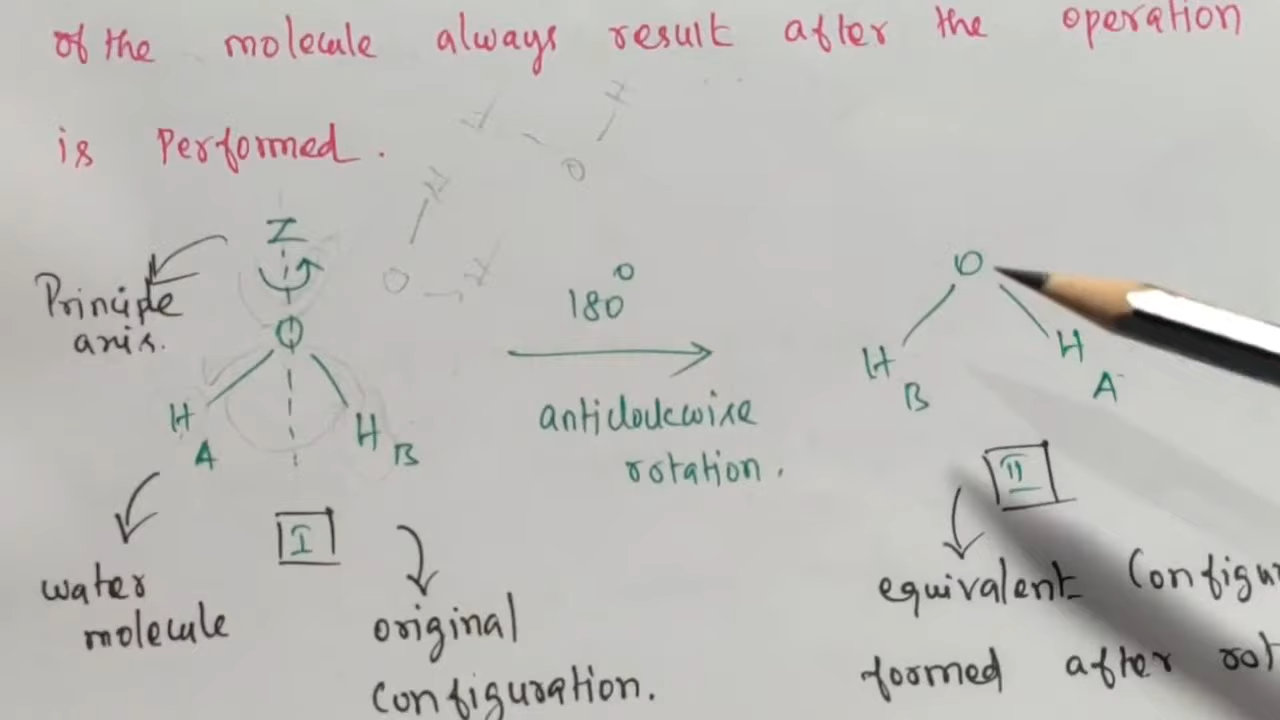 of the molecule always result after the operation
is Performed.
Z
Principle
axis.
O
H
A
H
B
180°
anticlockwise
rotation.
O
H
B
H
A
I
II
water
molecule
original
Configuration.
equivalent
formed after
H
H
O
H
O
H